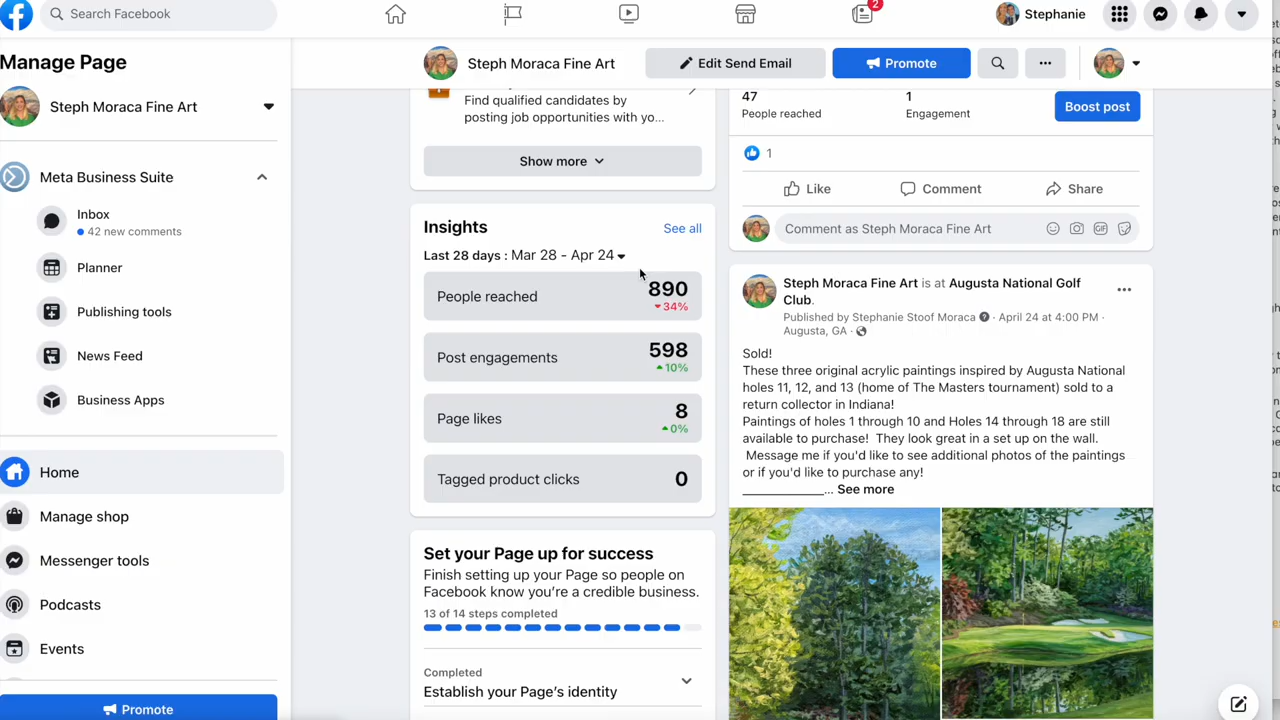 Search Facebook
2
Stephanie
Manage Page
Steph Moraca Fine Art
Meta Business Suite
Inbox
42 new comments
Planner
Publishing tools
News Feed
Business Apps
Home
Manage shop
Messenger tools
Podcasts
Events
Promote
Steph Moraca Fine Art
Edit Send Email
Promote
Find qualified candidates by
posting job opportunities with yo...
Show more
Insights
See all
Last 28 days : Mar 28 - Apr 24
People reached
890
34%
Post engagements
598
10%
Page likes
8
0%
Tagged product clicks
0
Set your Page up for success
Finish setting up your Page so people on
Facebook know you're a credible business.
13 of 14 steps completed
Completed
Establish your Page's identity
47
People reached
1
Engagement
Boost post
1
Like
Comment
Share
Comment as Steph Moraca Fine Art
GIF
Steph Moraca Fine Art is at Augusta National Golf
Club.
Published by Stephanie Stoof Moraca · April 24 at 4:00 PM ·
Augusta, GA ·
Sold!
These three original acrylic paintings inspired by Augusta National
holes 11, 12, and 13 (home of The Masters tournament) sold to a
return collector in Indiana!
Paintings of holes 1 through 10 and Holes 14 through 18 are still
available to purchase! They look great in a set up on the wall.
Message me if you'd like to see additional photos of the paintings
or if you'd like to purchase any!
______________... See more